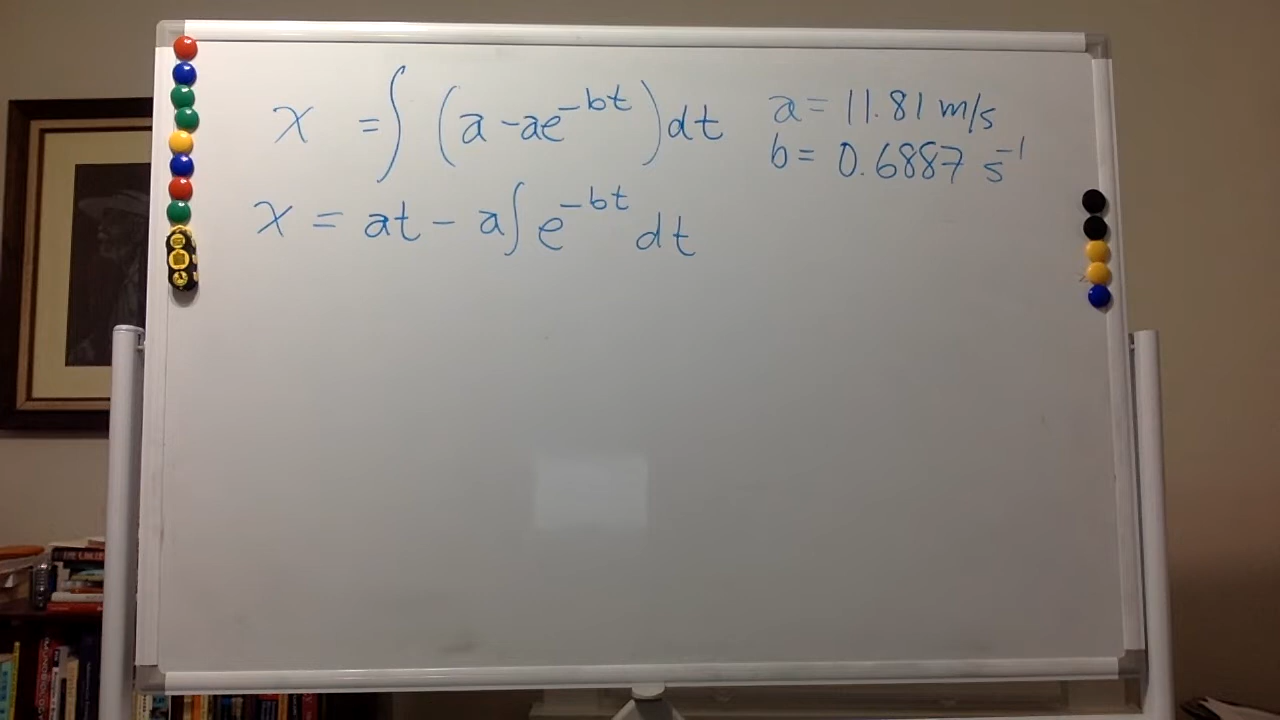 x = ∫ (a - ae^{-bt}) dt a = 11.81 m/s
b = 0.6887 s^{-1}
x = at - a∫ e^{-bt} dt